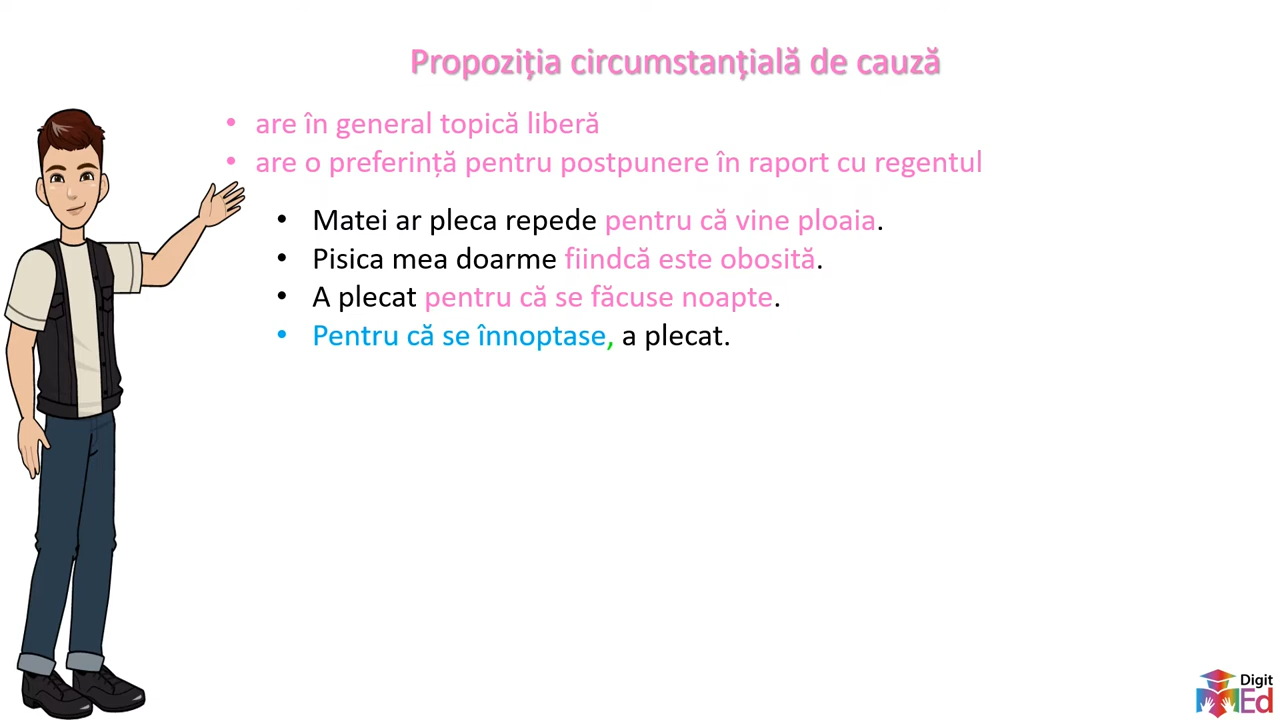 Propoziția circumstanțială de cauză
• are în general topică liberă
• are o preferință pentru postpunere în raport cu regentul
• Matei ar pleca repede pentru că vine ploaia.
• Pisica mea doarme fiindcă este obosită.
• A plecat pentru că se făcuse noapte.
• Pentru că se înnoptase, a plecat.
Digit
Ed